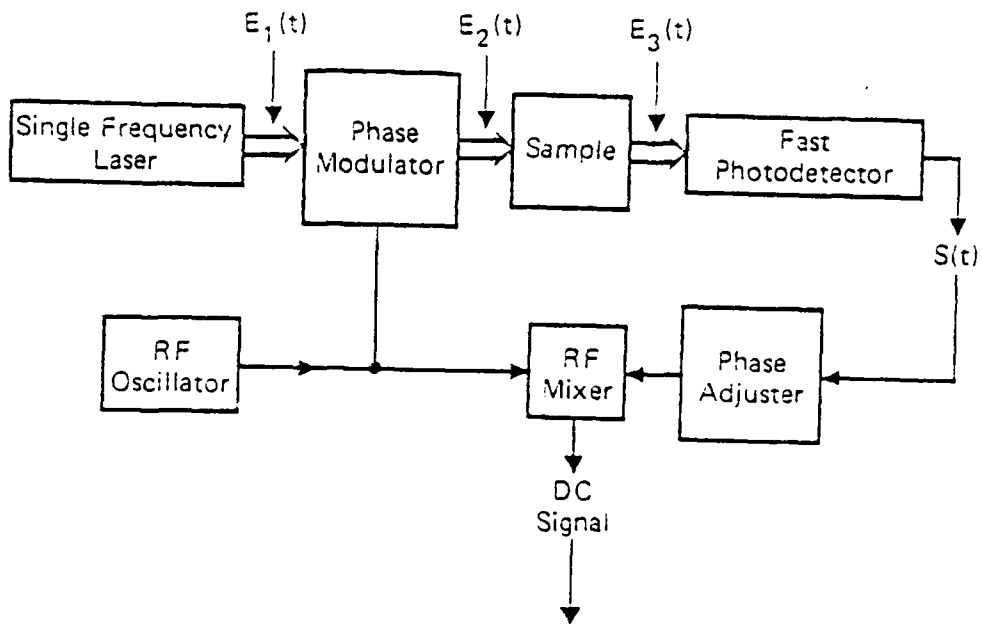 E1(t)
E2(t)
E3(t)
Single Frequency
Laser
Phase
Modulator
Sample
Fast
Photodetector
S(t)
RF
Oscillator
RF
Mixer
Phase
Adjuster
DC
Signal